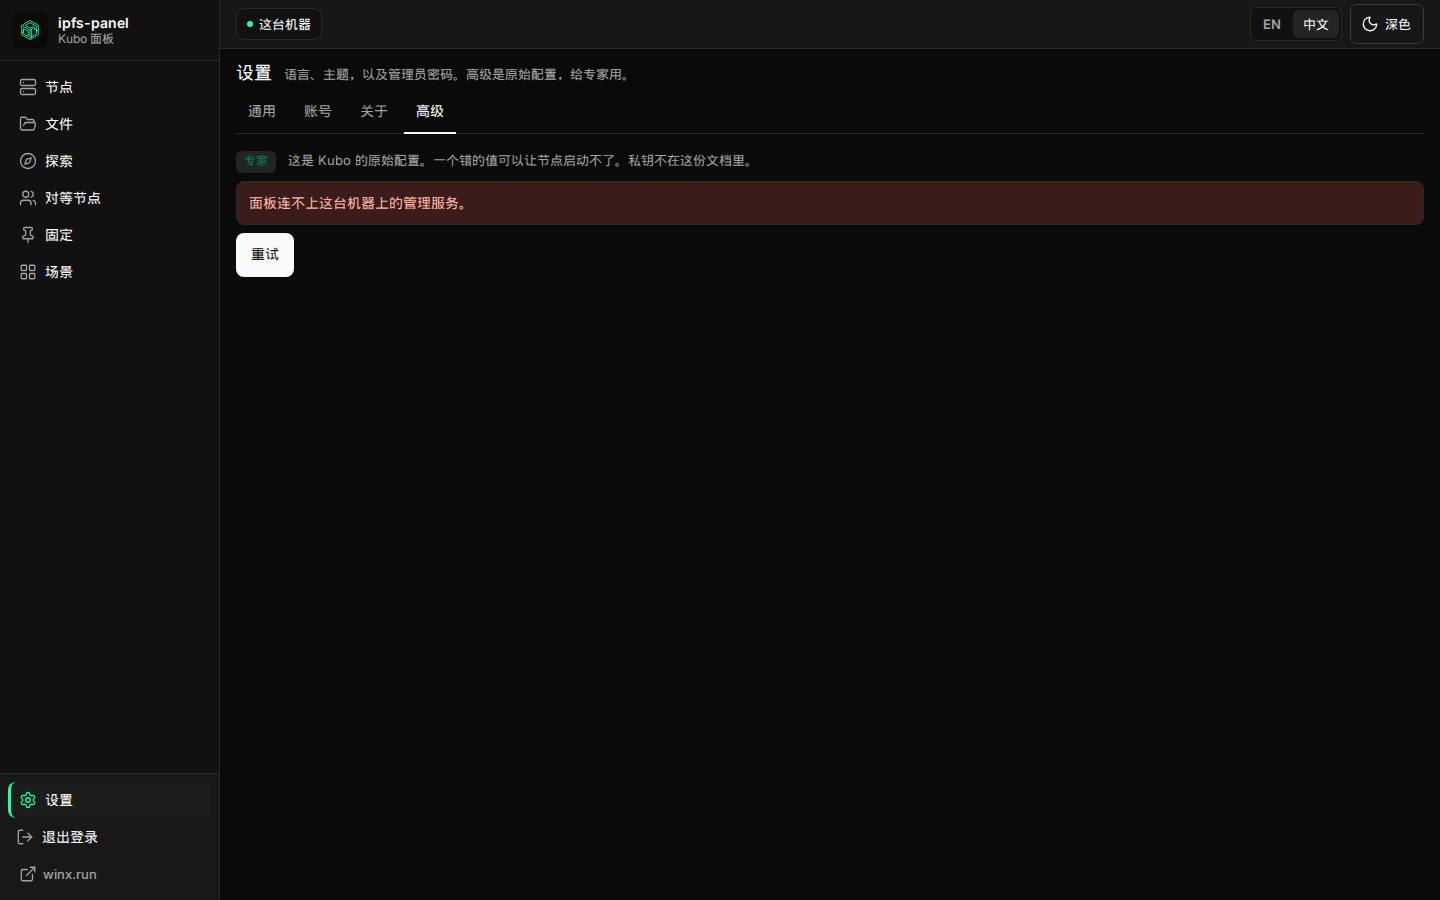 ipfs-panel
Kubo 面板
节点
文件
探索
对等节点
固定
场景
设置
退出登录
winx.run
这台机器
EN
中文
深色
设置
语言、主题，以及管理员密码。高级是原始配置，给专家用。
通用
账号
关于
高级
专家
这是 Kubo 的原始配置。一个错的值可以让节点启动不了。私钥不在这份文档里。
面板连不上这台机器上的管理服务。
重试